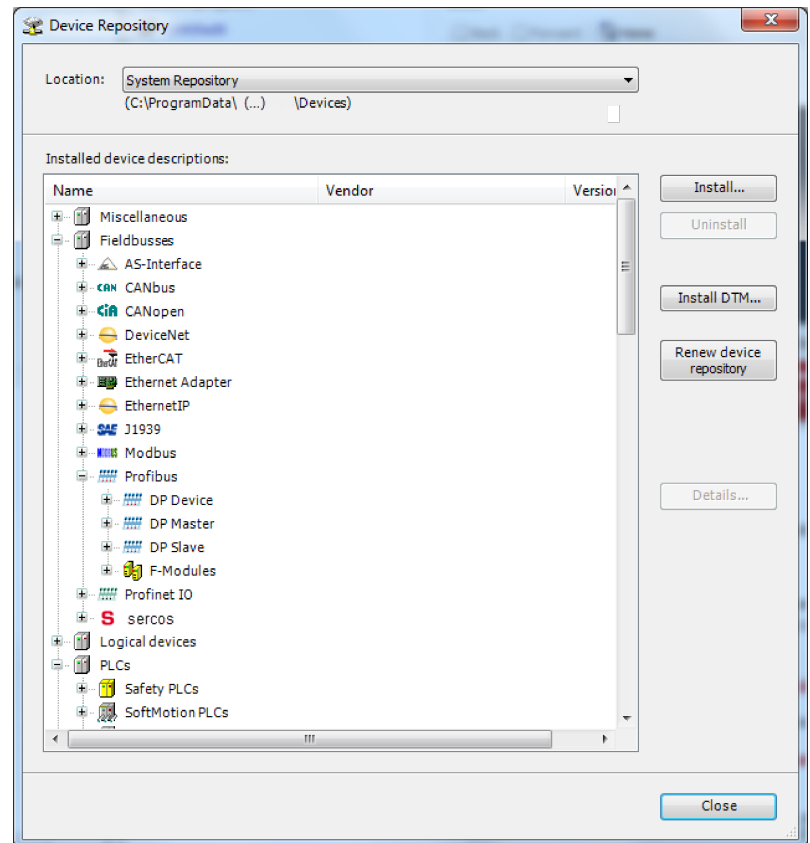 Device Repository
Location: System Repository
(C:\ProgramData\ (...) \Devices)
Installed device descriptions:
Name Vendor Version
Install...
Miscellaneous
Uninstall
Fieldbusses
AS-Interface
CAN CANbus
Install DTM...
CiA CANopen
DeviceNet
Renew device
repository
EtherCAT
Ethernet Adapter
EthernetIP
SAE J1939
Modbus
Profibus
DP Device
Details...
DP Master
DP Slave
F-Modules
Profinet IO
S sercos
Logical devices
PLCs
Safety PLCs
SoftMotion PLCs
Close